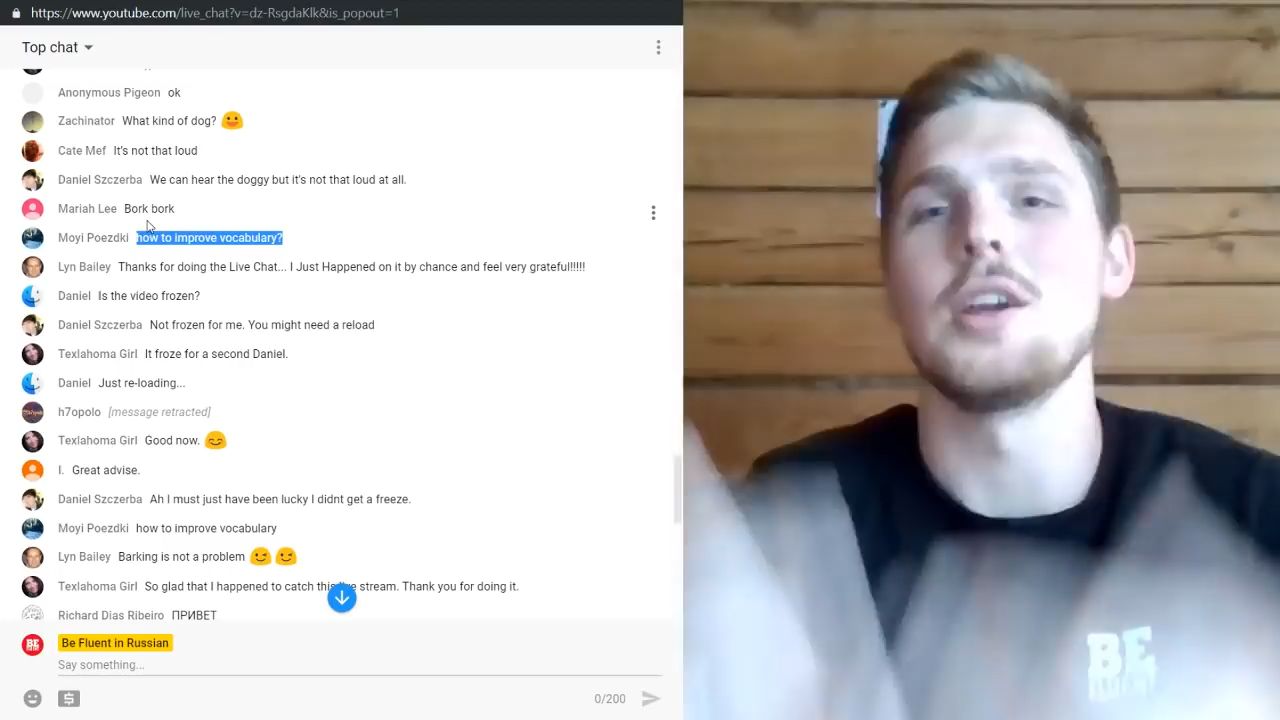 https://www.youtube.com/live_chat?v=dz-RsgdaKlk&is_popout=1
Top chat
Anonymous Pigeon ok
Zachinator What kind of dog? 😀
Cate Mef It's not that loud
Daniel Szczerba We can hear the doggy but it's not that loud at all.
Mariah Lee Bork bork
Moyi Poezdki how to improve vocabulary?
Lyn Bailey Thanks for doing the Live Chat... I Just Happened on it by chance and feel very grateful!!!!!
Daniel Is the video frozen?
Daniel Szczerba Not frozen for me. You might need a reload
Texlahoma Girl It froze for a second Daniel.
Daniel Just re-loading...
h7opolo [message retracted]
Texlahoma Girl Good now. 😊
I. Great advise.
Daniel Szczerba Ah I must just have been lucky I didnt get a freeze.
Moyi Poezdki how to improve vocabulary
Lyn Bailey Barking is not a problem 😉 😉
Texlahoma Girl So glad that I happened to catch this live stream. Thank you for doing it.
Richard Dias Ribeiro ПРИВЕТ
BE
Be Fluent in Russian
Say something...
0/200
BE